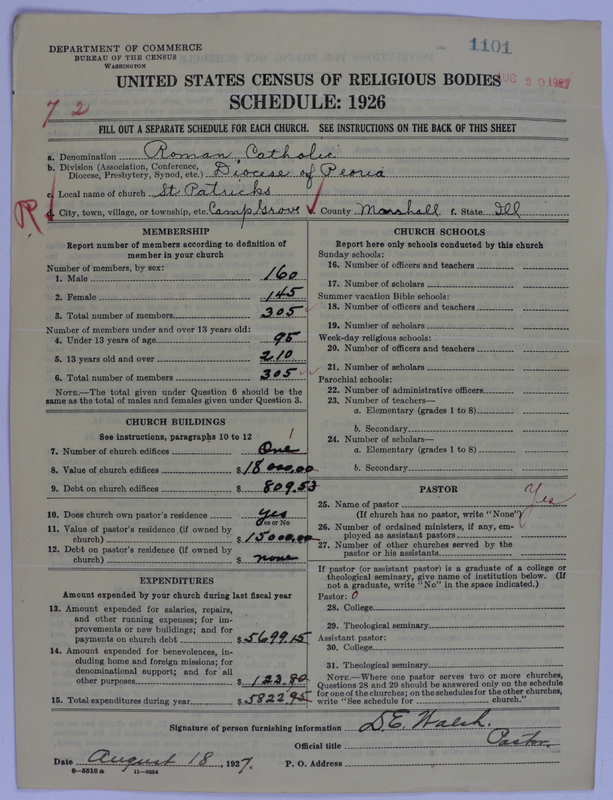 DEPARTMENT OF COMMERCE
BUREAU OF THE CENSUS
WASHINGTON
1101
AUG 20 1927
UNITED STATES CENSUS OF RELIGIOUS BODIES
SCHEDULE: 1926
7 2
FILL OUT A SEPARATE SCHEDULE FOR EACH CHURCH. SEE INSTRUCTIONS ON THE BACK OF THIS SHEET
a. Denomination Roman Catholic
b. Division (Association, Conference, Diocese, Presbytery, Synod, etc.) Diocese of Peoria
c. Local name of church St Patricks
R
d. City, town, village, or township, etc. Camp Grove County Marshall f. State Ill
MEMBERSHIP
Report number of members according to definition of member in your church
Number of members, by sex:
1. Male 160
2. Female 145
3. Total number of members 305
Number of members under and over 13 years old:
4. Under 13 years of age 95
5. 13 years old and over 210
6. Total number of members 305
NOTE.—The total given under Question 6 should be same as the total of males and females given under Question 3.
CHURCH BUILDINGS
See instructions, paragraphs 10 to 12
1
7. Number of church edifices One
8. Value of church edifices $18000.00
9. Debt on church edifices $ 809.53
10. Does church own pastor's residence yes
Yes or No
11. Value of pastor's residence (if owned by church) $15000.00
12. Debt on pastor's residence (if owned by church) $ none
EXPENDITURES
Amount expended by your church during last fiscal year
13. Amount expended for salaries, repairs, and other running expenses; for improvements or new buildings; and for payments on church debt $5699.15
14. Amount expended for benevolences, including home and foreign missions; for denominational support; and for all other purposes $ 123.80
15. Total expenditures during year $5822.95
CHURCH SCHOOLS
Report here only schools conducted by this church
Sunday schools:
16. Number of officers and teachers
17. Number of scholars
Summer vacation Bible schools:
18. Number of officers and teachers
19. Number of scholars
Week-day religious schools:
20. Number of officers and teachers
21. Number of scholars
Parochial schools:
22. Number of administrative officers
23. Number of teachers—
a. Elementary (grades 1 to 8)
b. Secondary
24. Number of scholars—
a. Elementary (grades 1 to 8)
b. Secondary
PASTOR
25. Name of pastor Yes
(If church has no pastor, write "None")
26. Number of ordained ministers, if any, employed as assistant pastors
27. Number of other churches served by the pastor or his assistants
If pastor (or assistant pastor) is a graduate of a college or theological seminary, give name of institution below. (If not a graduate, write "No" in the space indicated.)
Pastor: 0
28. College
29. Theological seminary
Assistant pastor:
30. College
31. Theological seminary
NOTE.—Where one pastor serves two or more churches, Questions 28 and 29 should be answered only on the schedule for one of the churches; on the schedules for the other churches, write "See schedule for church."
Signature of person furnishing information D. E. Walsh.
Official title Pastor.
Date August 18, 1927. P. O. Address
8—5518 a 11—9024